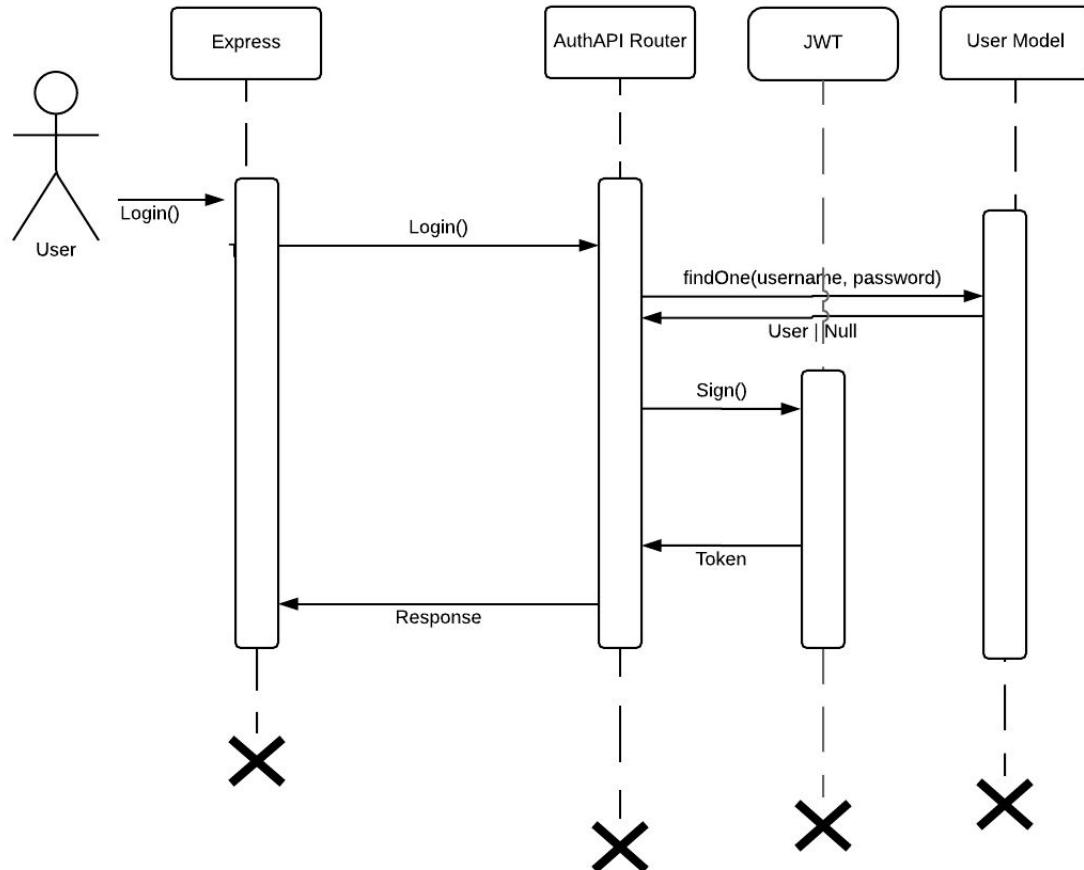 Express
AuthAPI Router
JWT
User Model
Login()
User
Login()
findOne(username, password)
User | Null
Sign()
Token
Response